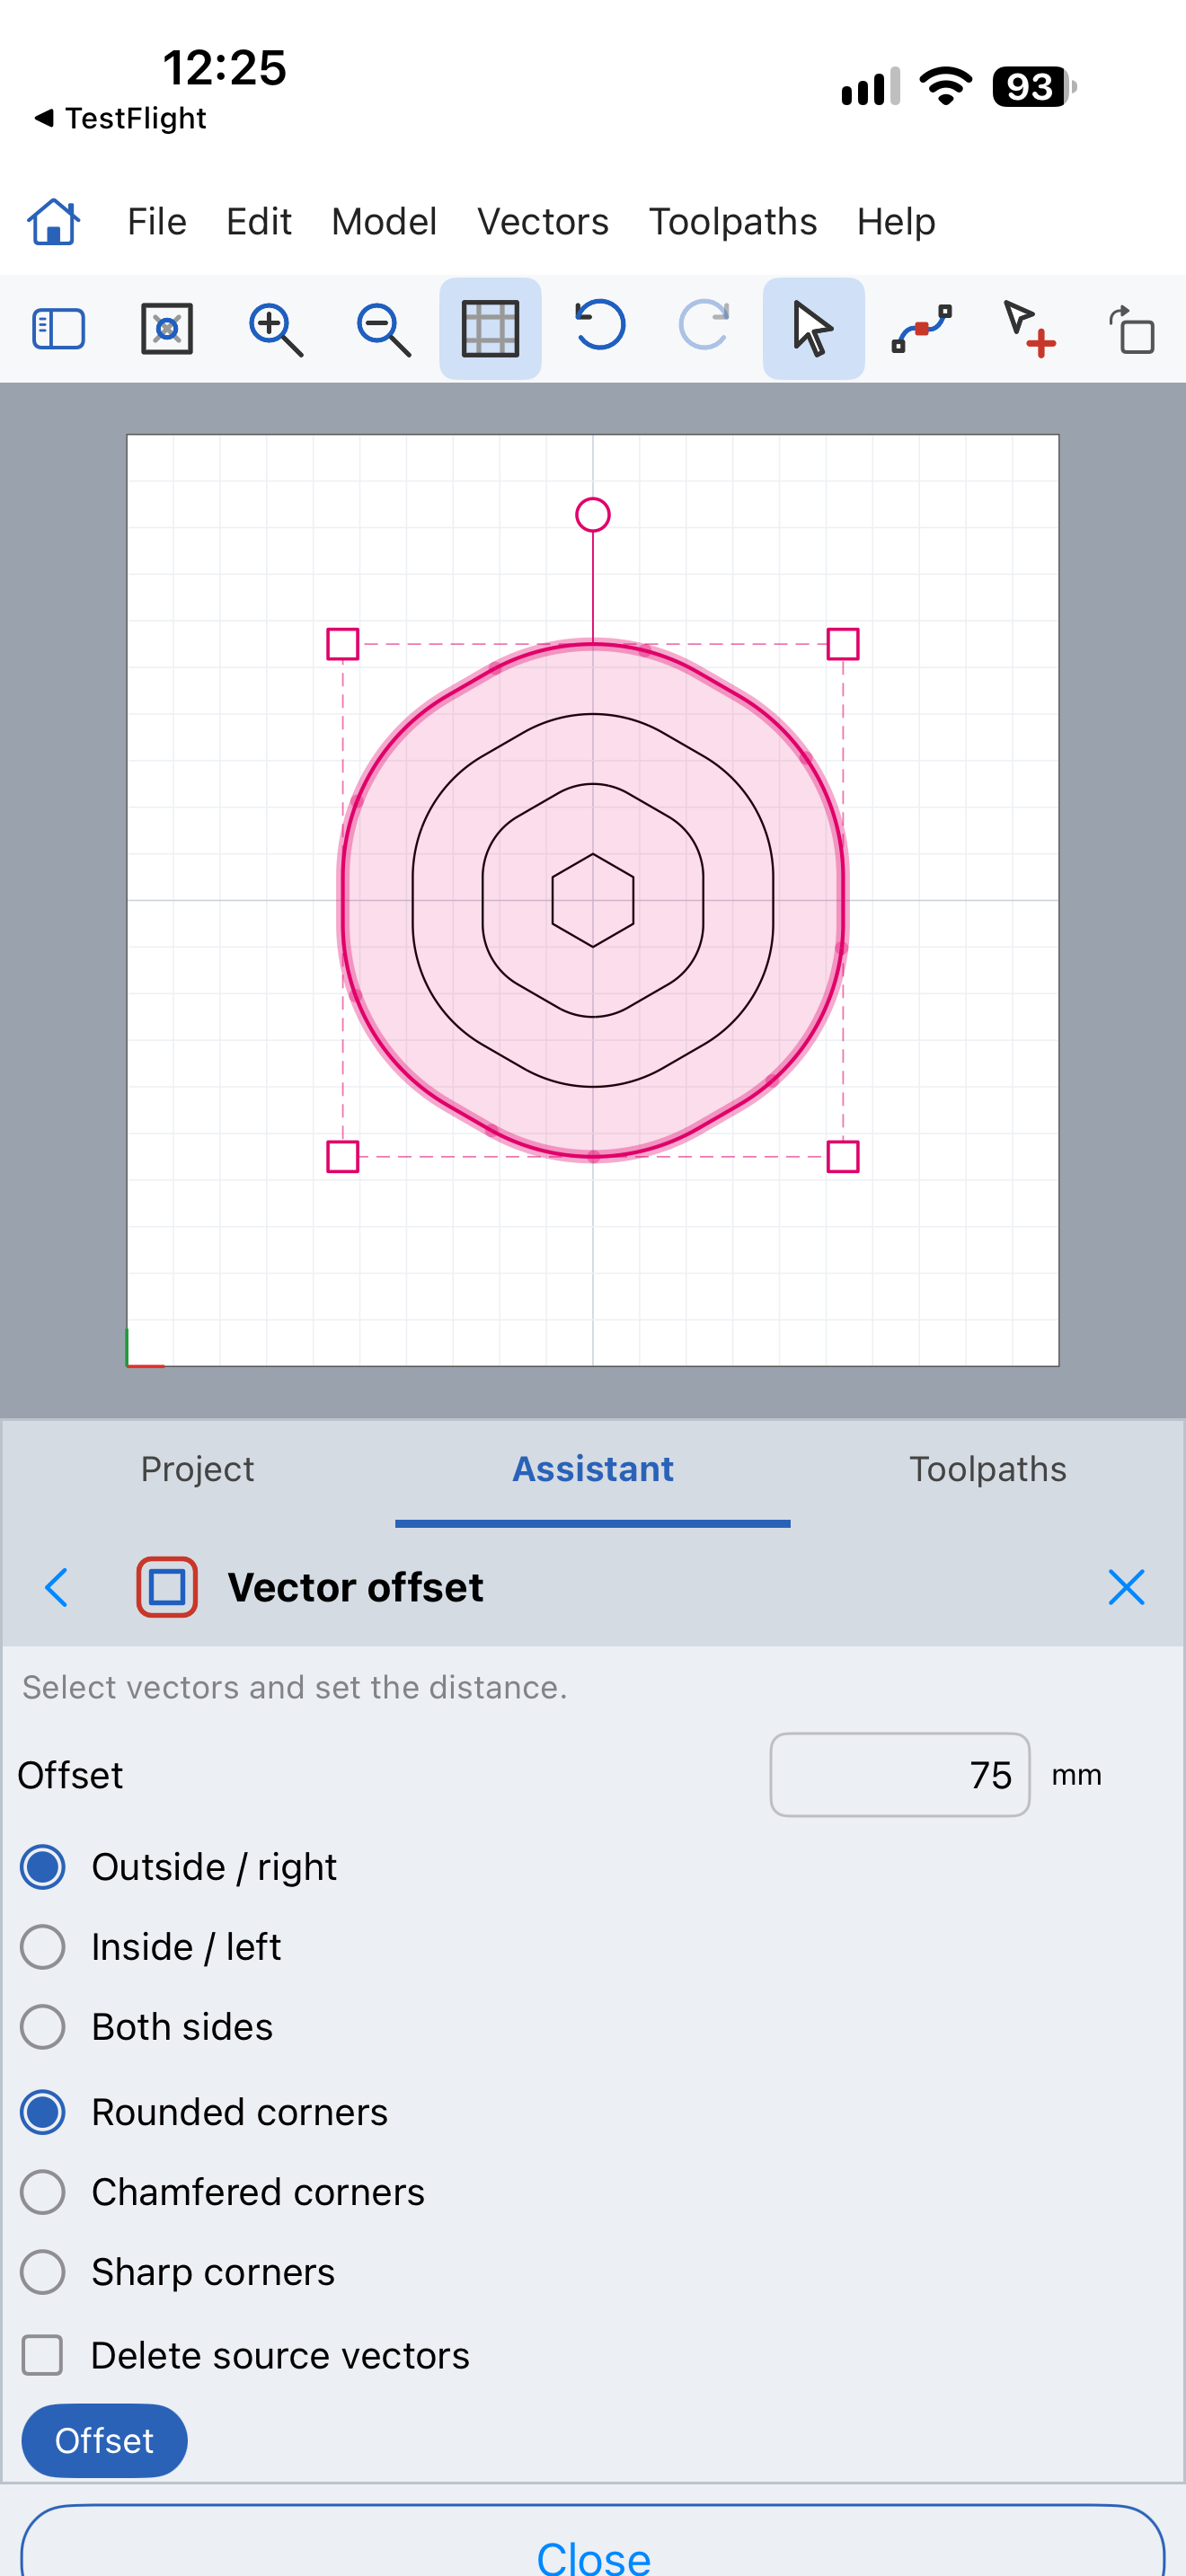 12:25
93
TestFlight
File Edit Model Vectors Toolpaths Help
Project Assistant Toolpaths
Vector offset
Select vectors and set the distance.
Offset 75 mm
Outside / right
Inside / left
Both sides
Rounded corners
Chamfered corners
Sharp corners
Delete source vectors
Offset
Close